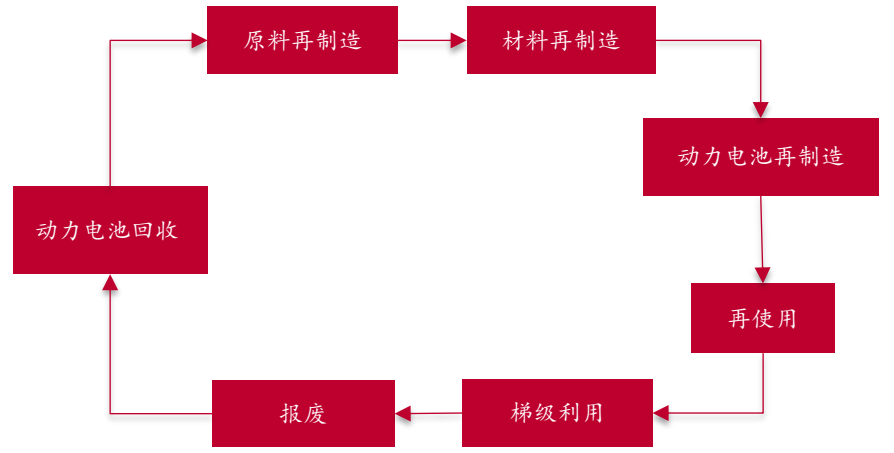 原料再制造
材料再制造
动力电池再制造
动力电池回收
再使用
梯级利用
报废